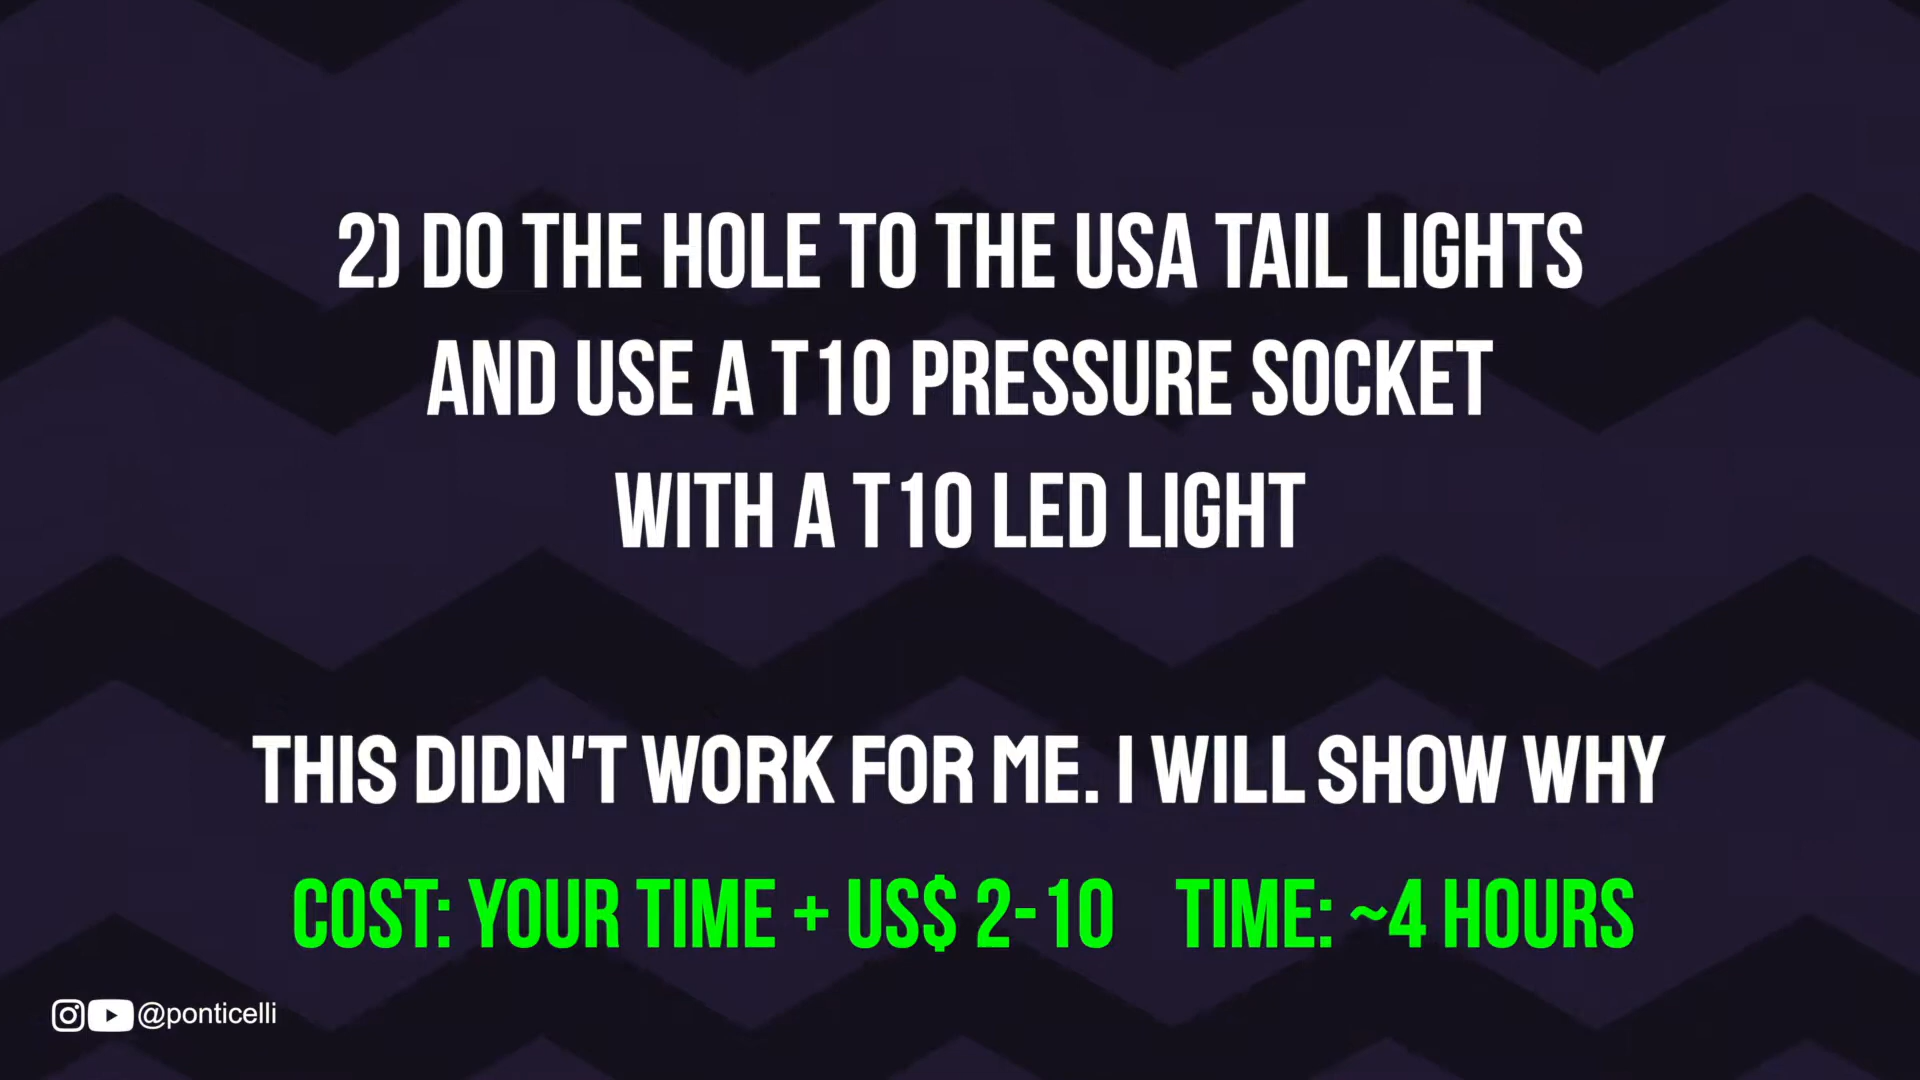 2) DO THE HOLE TO THE USA TAIL LIGHTS
AND USE A T10 PRESSURE SOCKET
WITH A T10 LED LIGHT
THIS DIDN'T WORK FOR ME. I WILL SHOW WHY
COST: YOUR TIME + US$ 2-10 TIME: ~4 HOURS
@ponticelli